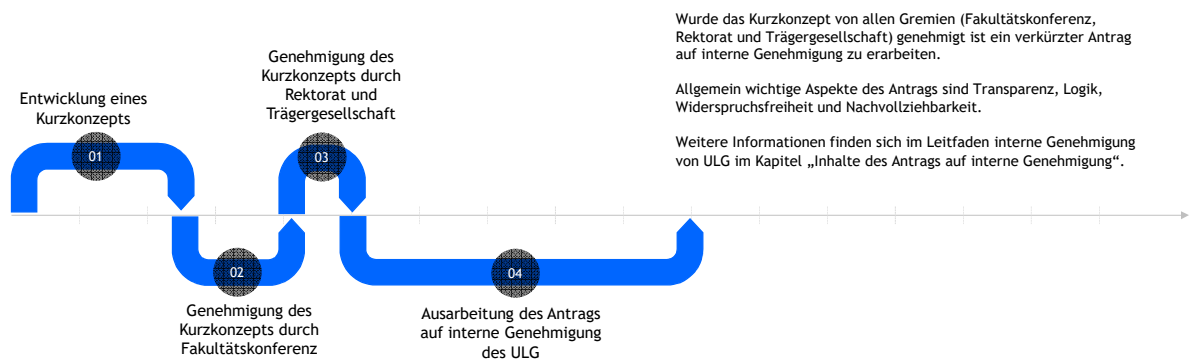 Entwicklung eines
Kurzkonzepts
01
Genehmigung des
Kurzkonzepts durch
Fakultätskonferenz
02
Genehmigung des
Kurzkonzepts durch
Rektorat und
Trägergesellschaft
03
Ausarbeitung des Antrags
auf interne Genehmigung
des ULG
04
Wurde das Kurzkonzept von allen Gremien (Fakultätskonferenz,
Rektorat und Trägergesellschaft) genehmigt ist ein verkürzter Antrag
auf interne Genehmigung zu erarbeiten.
Allgemein wichtige Aspekte des Antrags sind Transparenz, Logik,
Widerspruchsfreiheit und Nachvollziehbarkeit.
Weitere Informationen finden sich im Leitfaden interne Genehmigung
von ULG im Kapitel „Inhalte des Antrags auf interne Genehmigung“.